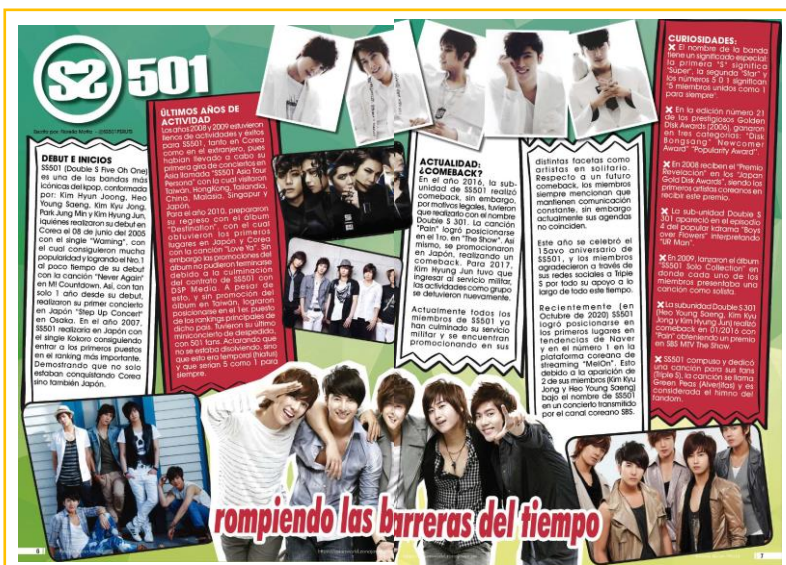 SS 501
DEBUT E INICIOS
SS501 (Double S Five Oh One)
es una de las bandas más
icónicas del kpop, conformada
por: Kim Hyun Joong, Heo
Young Saeng, Kim Kyu Jong,
Park Jung Min y Kim Hyung Jun,
quiénes realizaron su debut en
Corea el 08 de junio del 2005
con el single "Warning", con
el cual consiguieron mucha
popularidad y logrando el No. 1
al poco tiempo de su debut
con la canción "Never Again"
en M! Countdown. Así, con tan
solo 1 año desde su debut,
realizaron su primer concierto
en Japón "Step Up Concert"
en Osaka. En el año 2007,
SS501 realizaría en Japón con
el single Kokoro consiguiendo
entrar a los primeros puestos
en el ranking más importante.
Demostrando que no solo
estaban conquistando Corea
sino también Japón.
ÚLTIMOS AÑOS DE
ACTIVIDAD
Los años 2008 y 2009 estuvieron
llenos de actividades y éxitos
para SS501, tanto en Corea
como en el extranjero, pues
habían llevado a cabo su
primera gira de conciertos en
Asia llamada "SS501 Asia Tour
Persona" con la cual visitaron
Taiwán, HongKong, Tailandia,
China, Malasia, Singapur y
Japón.
Para el año 2010, prepararon
su regreso con el álbum
"Destination", con el cual
obtuvieron los primeros
lugares en Japón y Corea
con la canción "Love Ya". Sin
embargo las promociones del
álbum no pudieron terminarse
debido a la culminación
del contrato de SS501 con
DSP Media. A pesar de
esto, y sin promoción del
álbum en Taiwán, lograron
posicionarse en el 1er. puesto
de los rankings principales de
dicho país. Tuvieron su último
miniconcierto de despedida,
con 501 fans. Aclarando que
no se estaba disolviendo, sino
que esto era temporal (hiatus)
y que serían 5 como 1 para
siempre.
ACTUALIDAD:
¿COMEBACK?
En el año 2016, la sub-
unidad de SS501 realizó
comeback, sin embargo,
por motivos legales, tuvieron
que realizarlo con el nombre
Double S 301. La canción
"Pain" logró posicionarse
en el 1ro. en "The Show". Así
mismo, se promocionaron
en Japón, realizando un
comeback. Para 2017,
Kim Hyung Jun tuvo que
ingresar al servicio militar,
las actividades como grupo
se detuvieron nuevamente.
Actualmente todos los
miembros de SS501 ya
han culminado su servicio
militar y se encuentran
promocionando en sus
distintas facetas como
artistas en solitario.
Respecto a un futuro
comeback, los miembros
siempre mencionan que
mantienen comunicación
constante, sin embargo
actualmente sus agendas
no coinciden.
Este año se celebró el
15avo aniversario de
SS501, y los miembros
agradecieron a través de
sus redes sociales a Triple
S por todo su apoyo a lo
largo de todo este tiempo.
Recientemente (en
Octubre de 2020) SS501
logró posicionarse en
los primeros lugares en
tendencias de Naver
y en el número 1 en la
plataforma coreana de
streaming "MelOn". Esto
debido a la aparición de
2 de sus miembros (Kim Kyu
Jong y Heo Young Saeng)
bajo el nombre de SS501
en un concierto transmitido
por el canal coreano SBS.
CURIOSIDADES:
✘ El nombre de la banda
tiene un significado especial:
la primera "S" significa
"Super", la segunda "Star" y
los números 5 0 1 significan
"5 miembros unidos como 1
para siempre".
✘ En la edición número 21
de los prestigiosos Golden
Disk Awards (2006), ganaron
en tres categorías: "Disk
Bongsang" "Newcomer
Award" "Popularity Award".
✘ En 2008 reciben el "Premio
Revelación" en los "Japan
Gold Disk Awards", siendo los
primeros artistas coreanos en
recibir este premio.
✘ La sub-unidad Double S
301 apareció en el episodio
4 del popular kdrama "Boys
over Flowers" interpretando
"UR Man".
✘ En 2009, lanzaron el álbum
"SS501 Solo Collection" en
donde cada uno de los
miembros presentaba una
canción como solista.
✘ La subunidad Double S 301
(Heo Young Saeng, Kim Kyu
Jong y Kim Hyung Jun) realizó
comeback en 01/2016 con
"Pain" obteniendo un premio
en SBS MTV The Show.
✘ SS501 compuso y dedicó
una canción para sus fans
(Triple S), la canción se llama
Green Peas (Alverjitas) y es
considerada el himno del
fandom.
rompiendo las barreras del tiempo
6
7